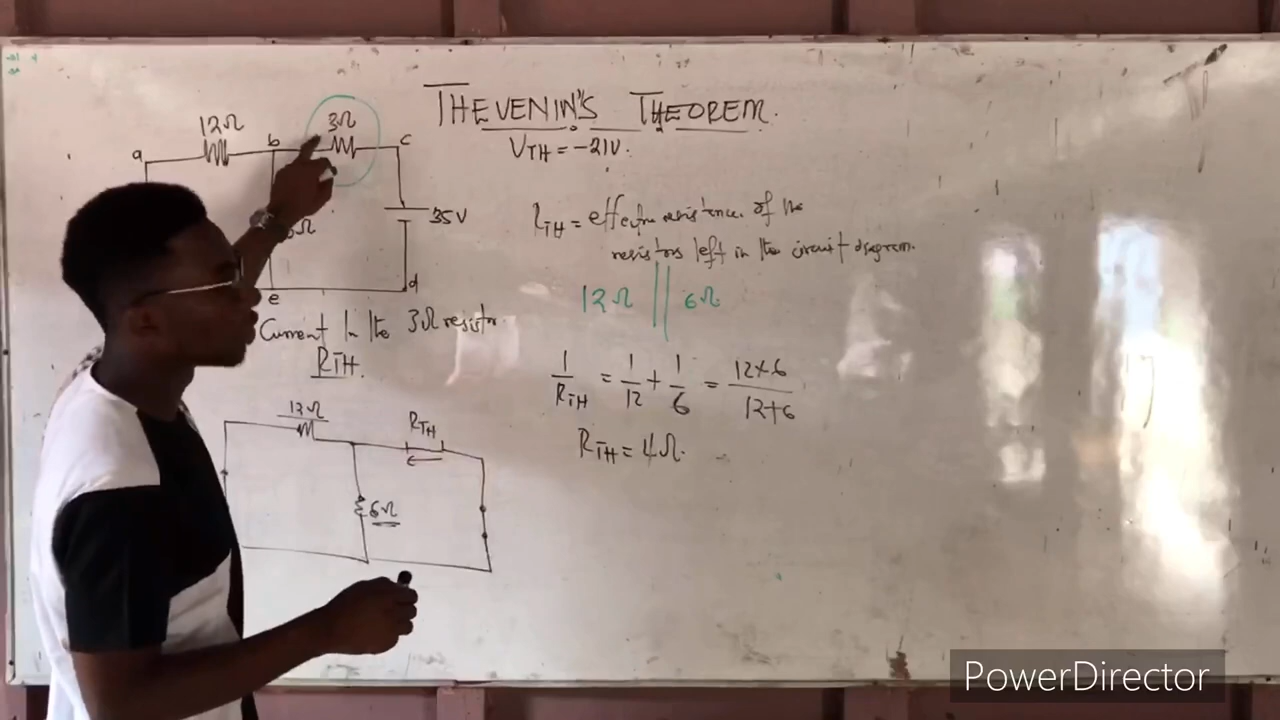 THEVENIN'S THEOREM.
VTH = -21V.
12Ω
3Ω
a
b
c
35V
Ω
e
d
Current In the 3Ω resistor.
RTH.
12Ω
RTH
6Ω
RTH = effective resistance of the
resistors left in the circuit diagram.
12Ω || 6Ω
1/RTH = 1/12 + 1/6 = 12×6/12+6
RTH = 4Ω.
PowerDirector